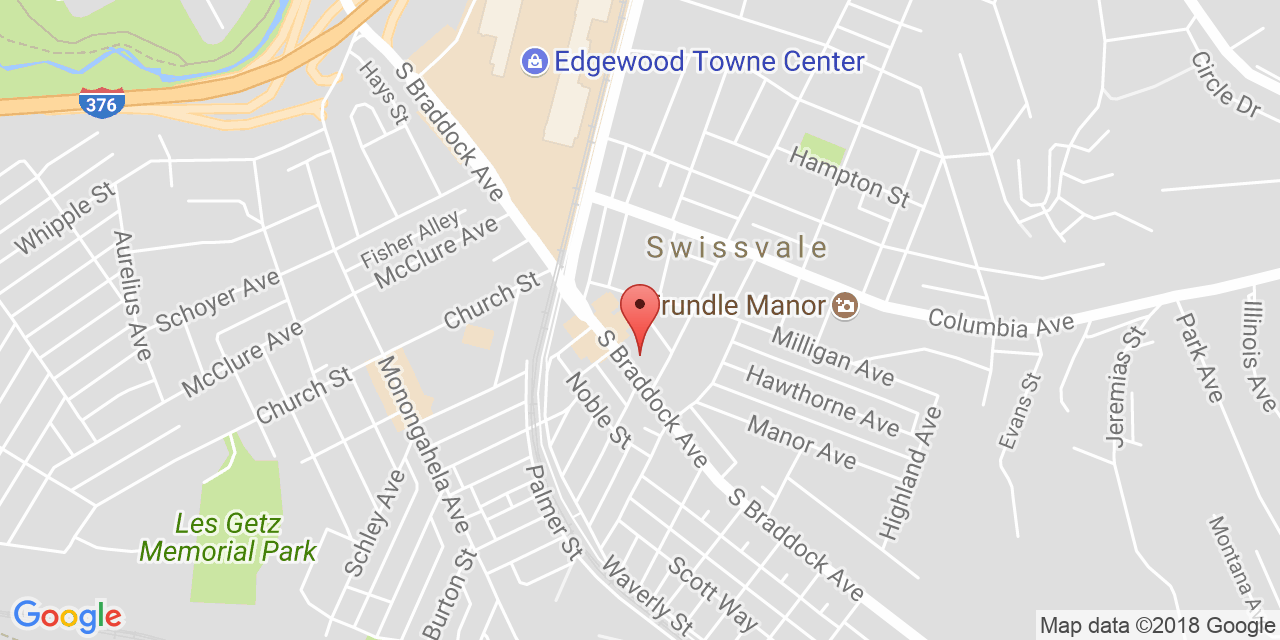 Edgewood Towne Center
376
Hays St
S Braddock Ave
Circle Dr
Hampton St
Whipple St
Aurelius Ave
Fisher Alley
McClure Ave
Swissvale
Schoyer Ave
Church St
rundle Manor
Columbia Ave
Illinois Ave
Park Ave
McClure Ave
Milligan Ave
S Braddock Ave
Jeremias St
Church St
Monongahela Ave
Noble St
Hawthorne Ave
Evans St
Manor Ave
Highland Ave
Les Getz
Memorial Park
Schley Ave
Palmer St
S Braddock Ave
Burton St
Waverly St
Scott Way
Montana A
Google
Map data ©2018 Google